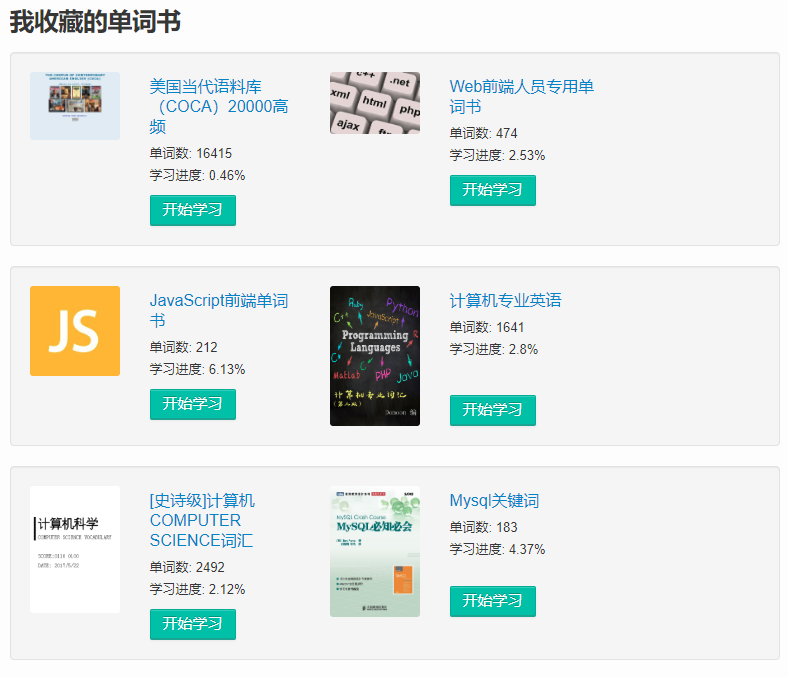 我收藏的单词书
THE CORPUS OF CONTEMPORARY
AMERICAN ENGLISH (COCA)
美国当代语料库
（COCA）20000高
频
单词数: 16415
学习进度: 0.46%
开始学习
c++
.net
xml
html
php
ajax
Web前端人员专用单
词书
单词数: 474
学习进度: 2.53%
开始学习
JS
JavaScript前端单词
书
单词数: 212
学习进度: 6.13%
开始学习
Ruby
Python
C++
JavaScript
Programming
Languages
Matlab
PHP
Java
计算机专业词汇
(第二版)
Demoon 编
计算机专业英语
单词数: 1641
学习进度: 2.8%
开始学习
计算机科学
COMPUTER SCIENCE VOCABULARY
DATE: 2017/5/22
[史诗级]计算机
COMPUTER
SCIENCE词汇
单词数: 2492
学习进度: 2.12%
开始学习
MySQL Crash Course
MySQL必知必会
Mysql关键词
单词数: 183
学习进度: 4.37%
开始学习